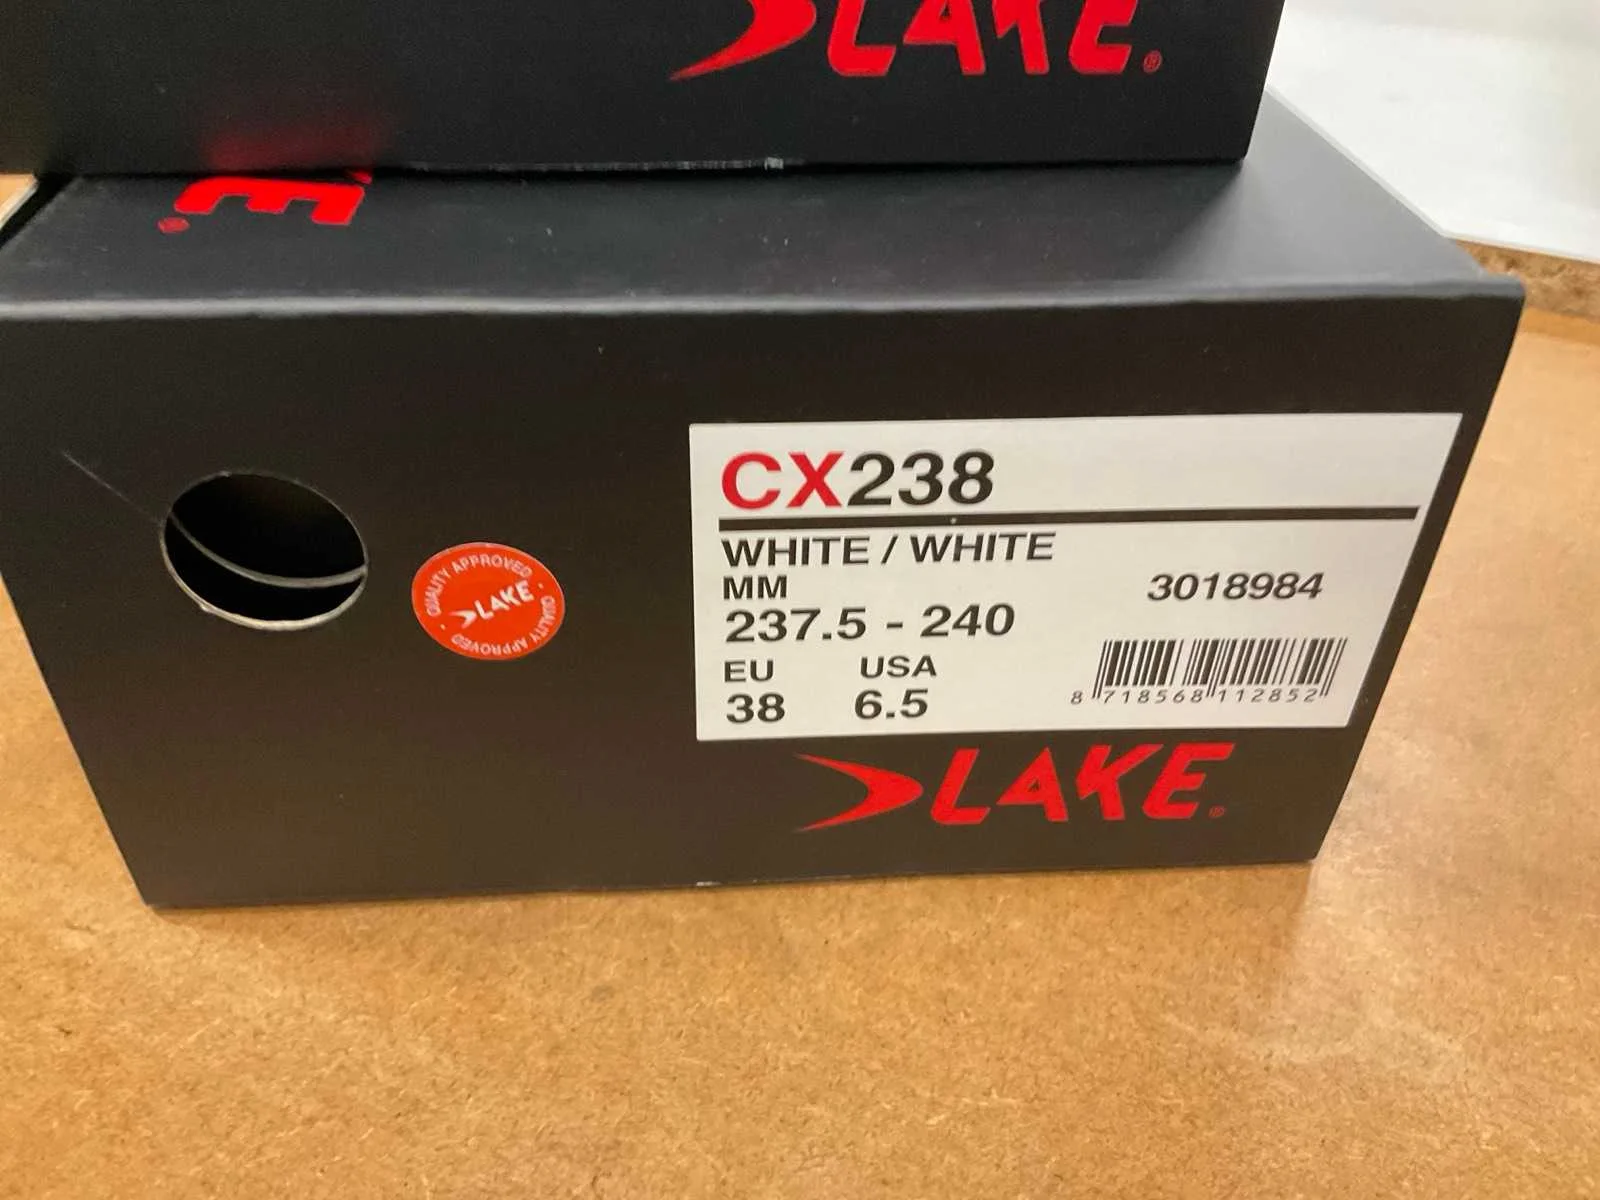 LAKE®
E
CX238
WHITE / WHITE
MM
237.5 - 240
3018984
EU USA
38 6.5
8 718568 112852
QUALITY APPROVED · QUALITY APPROVED ·
LAKE
LAKE®